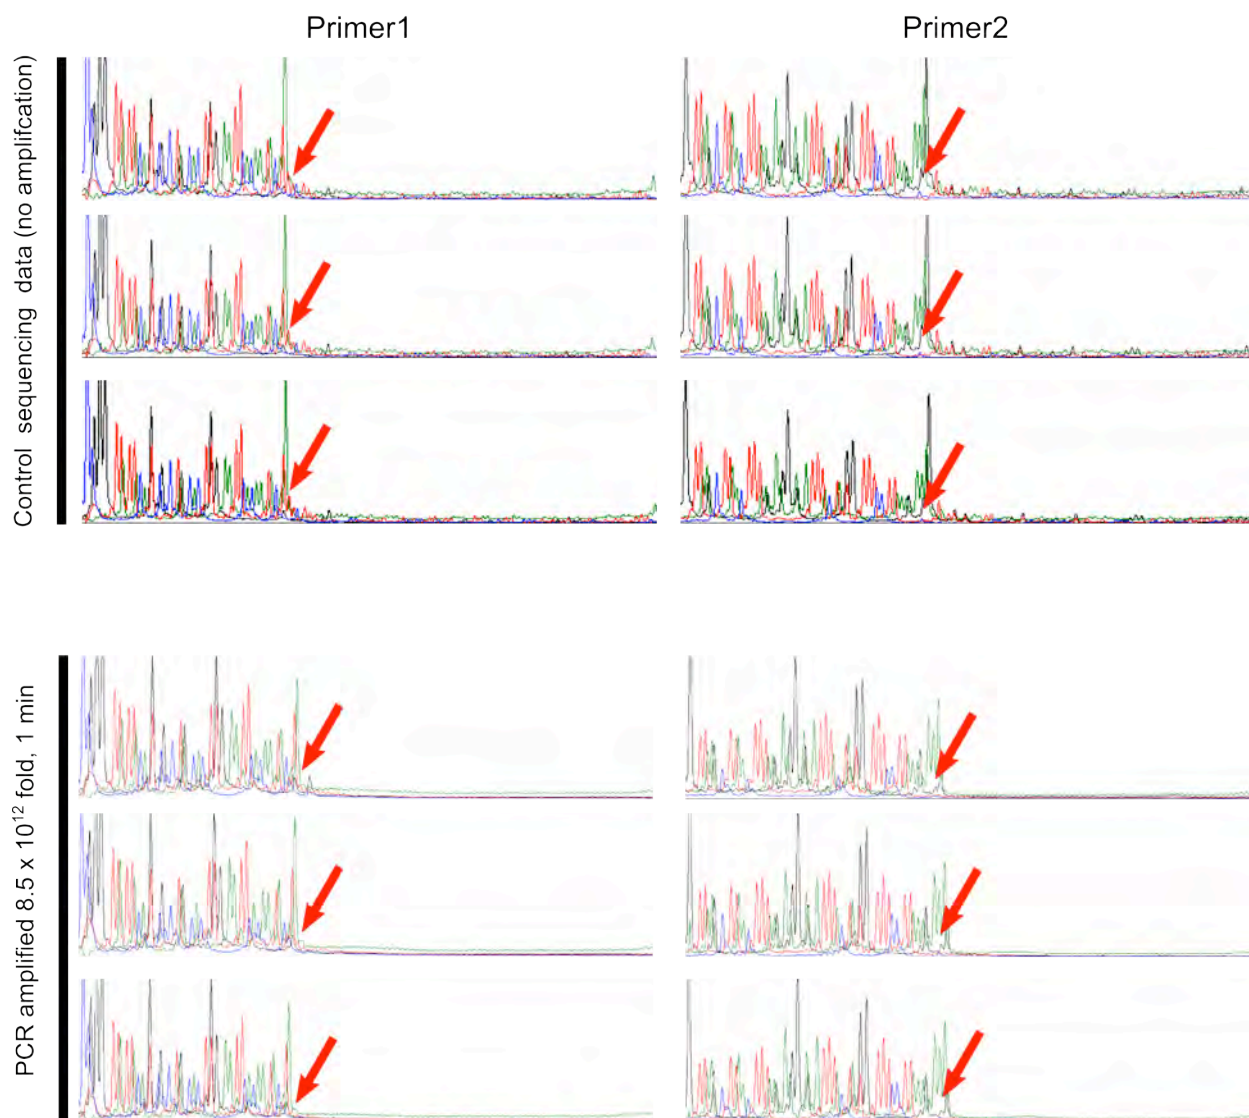 Primer1
Primer2
Control sequencing data (no amplifcation)
PCR amplified 8.5 x 10¹² fold, 1 min